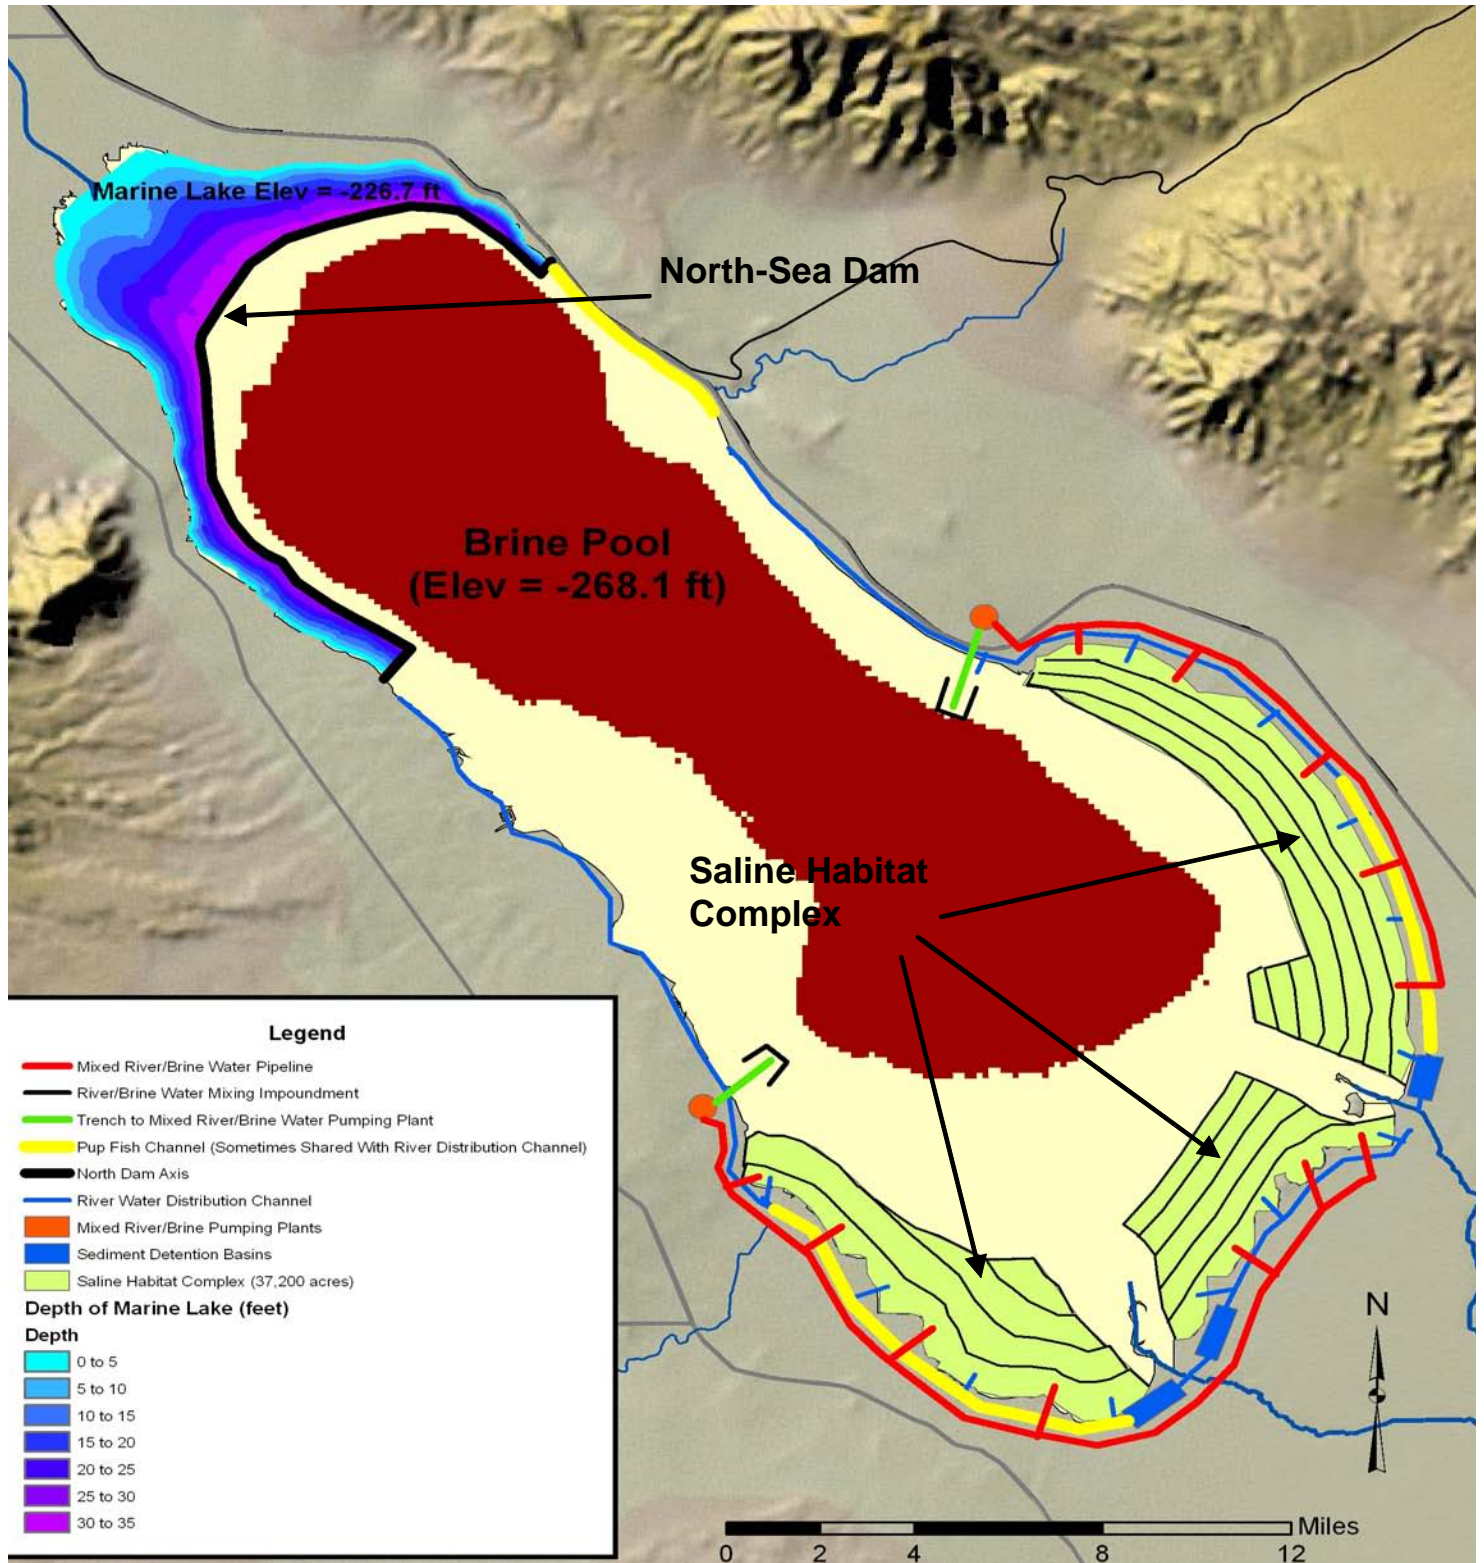 Marine Lake Elev = -226.7 ft
North-Sea Dam
Brine Pool
(Elev = -268.1 ft)
Saline Habitat
Complex
Legend
Mixed River/Brine Water Pipeline
River/Brine Water Mixing Impoundment
Trench to Mixed River/Brine Water Pumping Plant
Pup Fish Channel (Sometimes Shared With River Distribution Channel)
North Dam Axis
River Water Distribution Channel
Mixed River/Brine Pumping Plants
Sediment Detention Basins
Saline Habitat Complex (37,200 acres)
Depth of Marine Lake (feet)
Depth
0 to 5
5 to 10
10 to 15
15 to 20
20 to 25
25 to 30
30 to 35
N
Miles
0 2 4 8 12